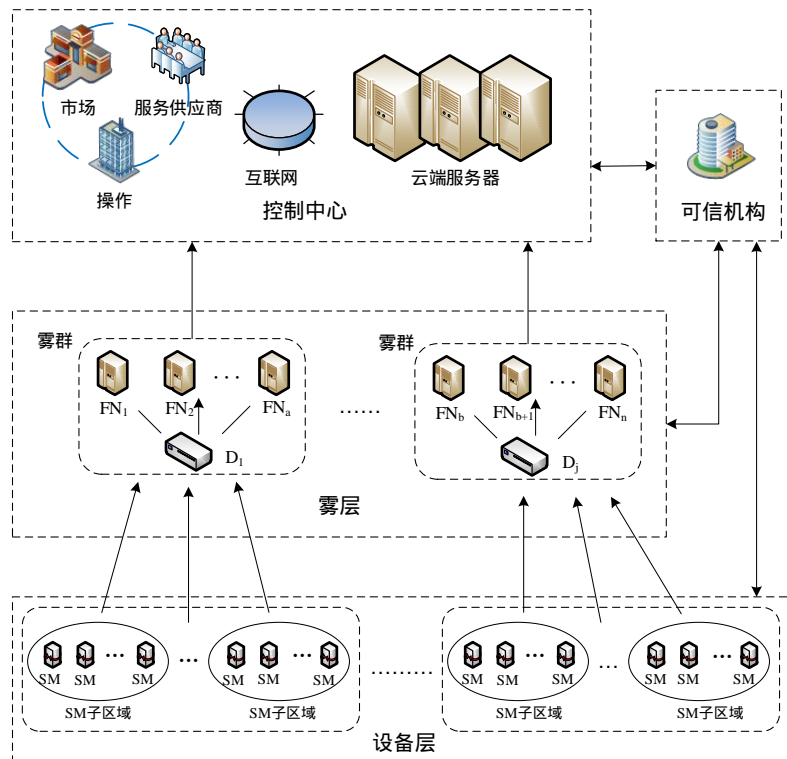 市场
服务供应商
操作
互联网
云端服务器
控制中心
可信机构
雾群
FN₁ FN₂ ... FNₐ
D₁
......
雾群
FN_b FN_b+1 ... FNₙ
D_j
雾层
SM SM ... SM
SM子区域
...
SM SM ... SM
SM子区域
.........
SM SM ... SM
SM子区域
...
SM SM ... SM
SM子区域
设备层